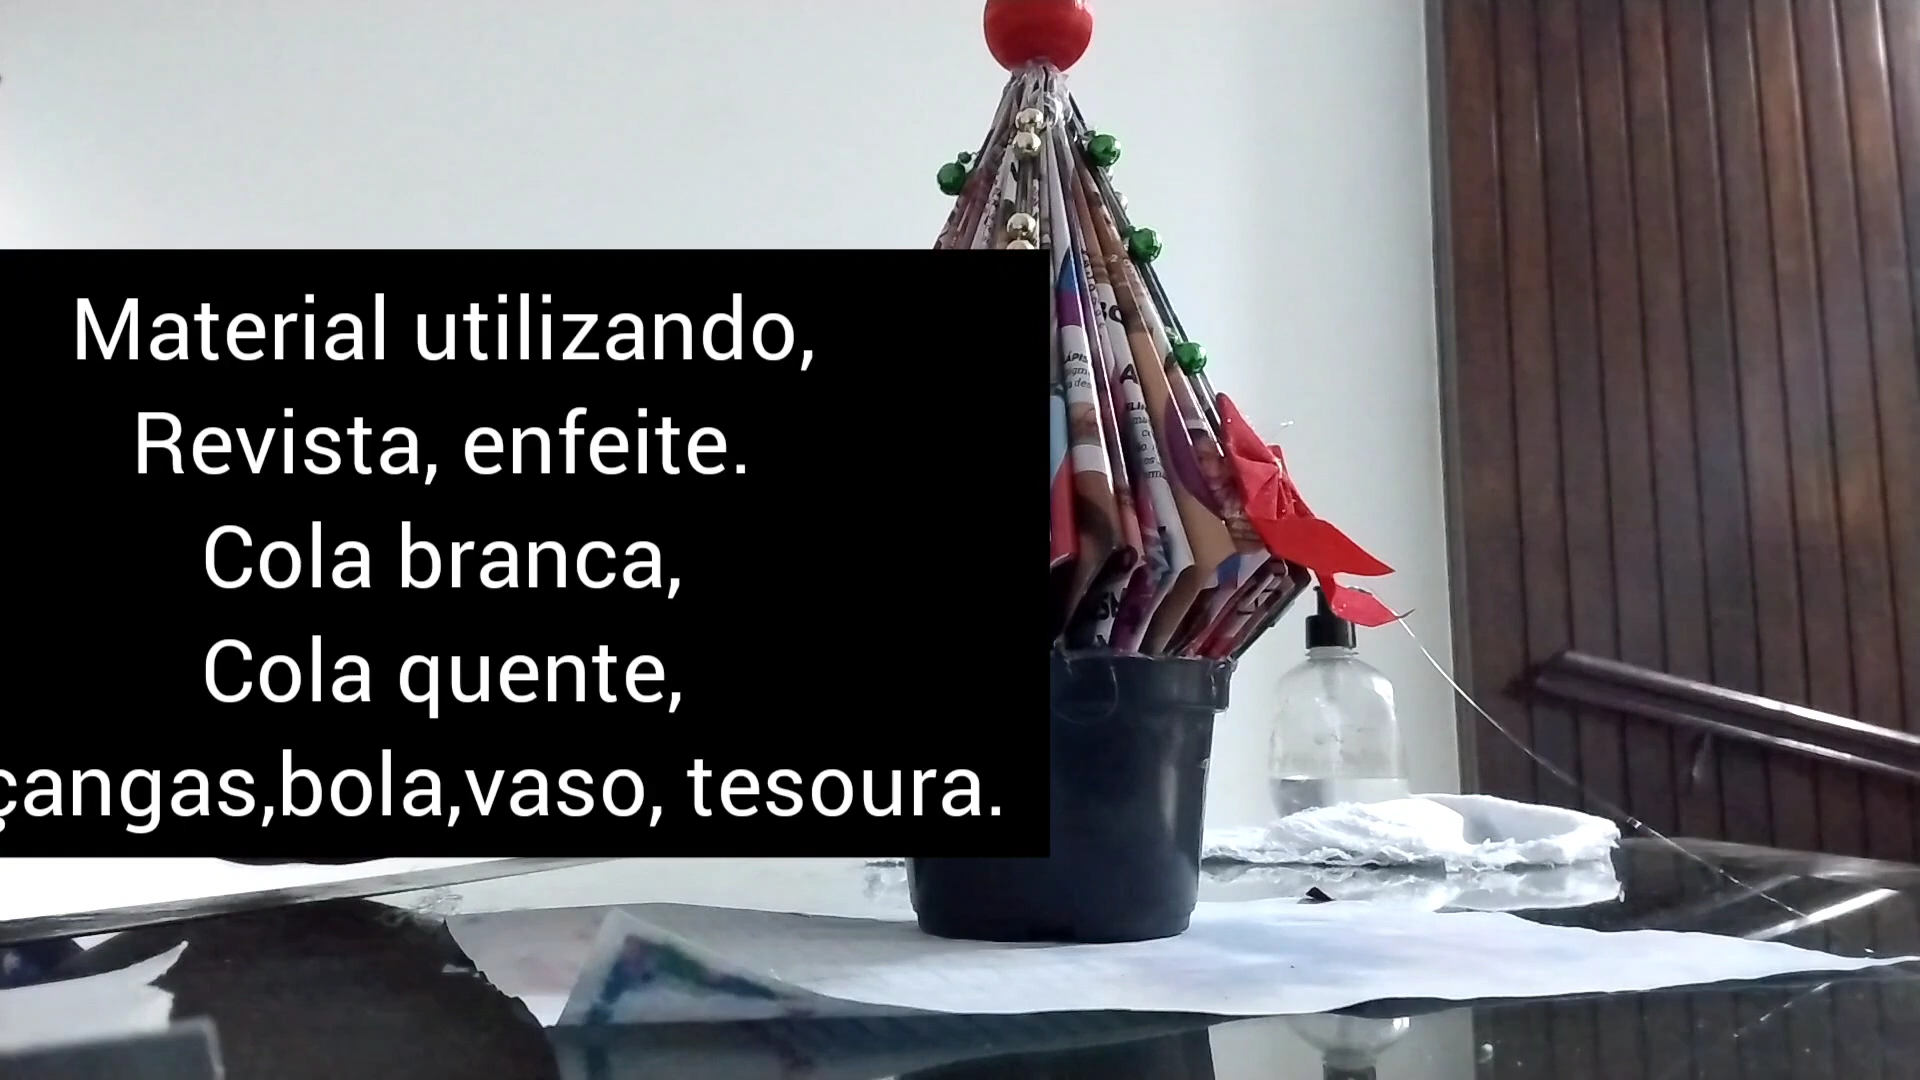 Material utilizando,
Revista, enfeite.
Cola branca,
Cola quente,
çangas,bola,vaso, tesoura.